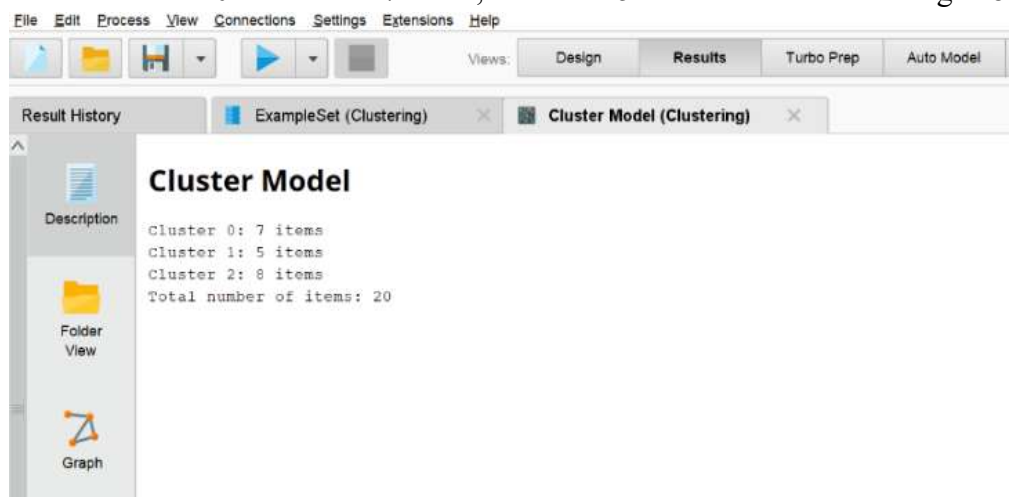 File Edit Process View Connections Settings Extensions Help
Views: Design Results Turbo Prep Auto Model
Result History ExampleSet (Clustering) Cluster Model (Clustering)
Description
Cluster Model
Cluster 0: 7 items
Cluster 1: 5 items
Cluster 2: 8 items
Total number of items: 20
Folder
View
Graph